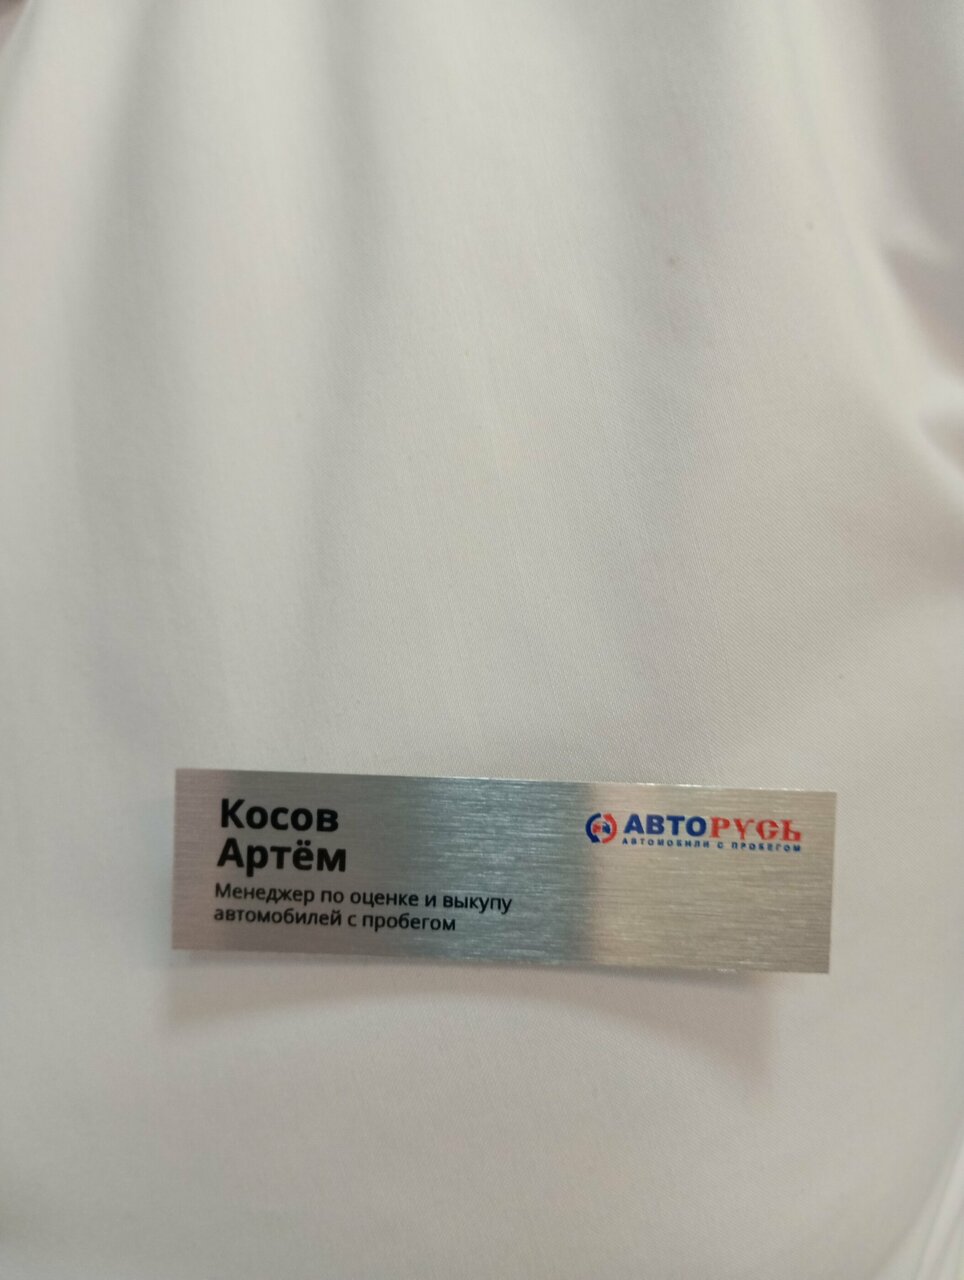 Косов
Артём
Менеджер по оценке и выкупу
автомобилей с пробегом
АВТОРУСЬ
АВТОМОБИЛИ С ПРОБЕГОМ